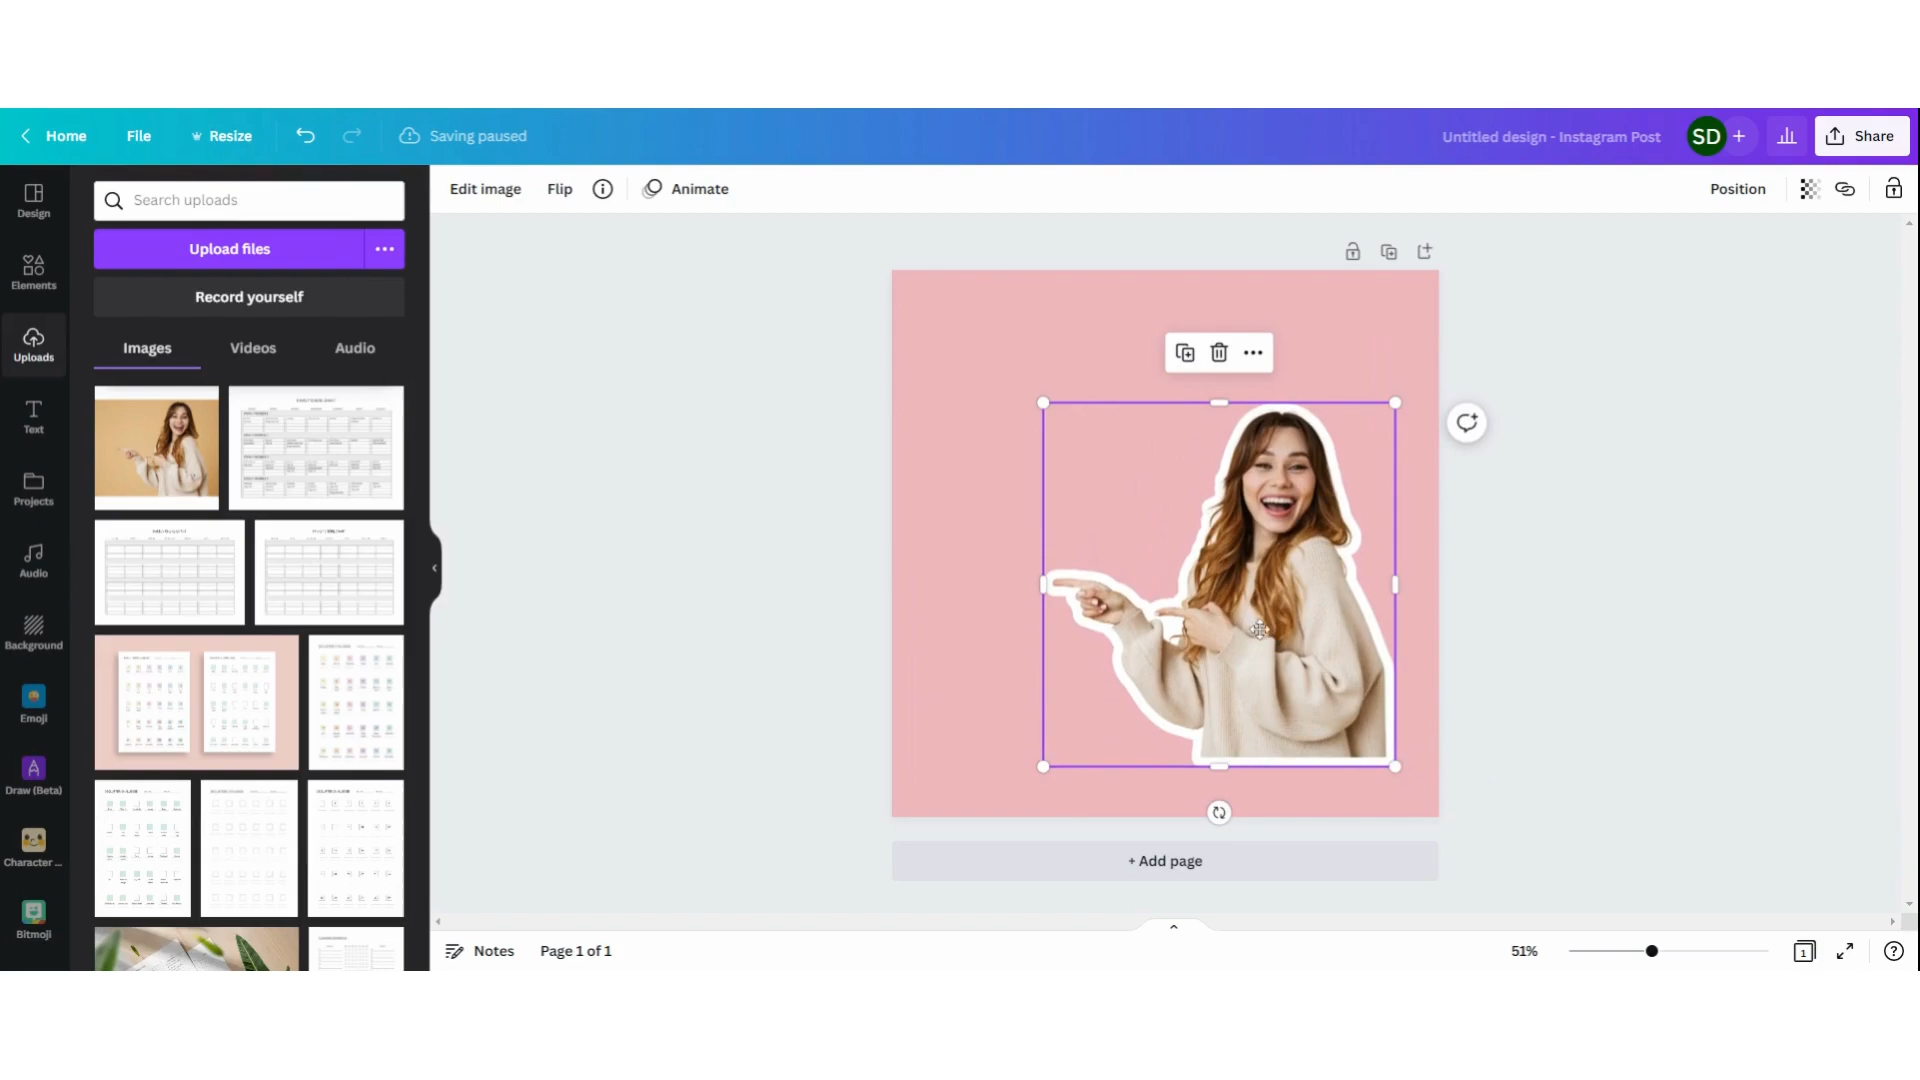 Home File Resize Saving paused Untitled design - Instagram Post SD + Share
Design
Elements
Uploads
Text
Projects
Audio
Background
Emoji
Draw (Beta)
Character ...
Bitmoji
Search uploads
Upload files
Record yourself
Images Videos Audio
Edit image Flip Animate Position
+ Add page
Notes Page 1 of 1 51% 1